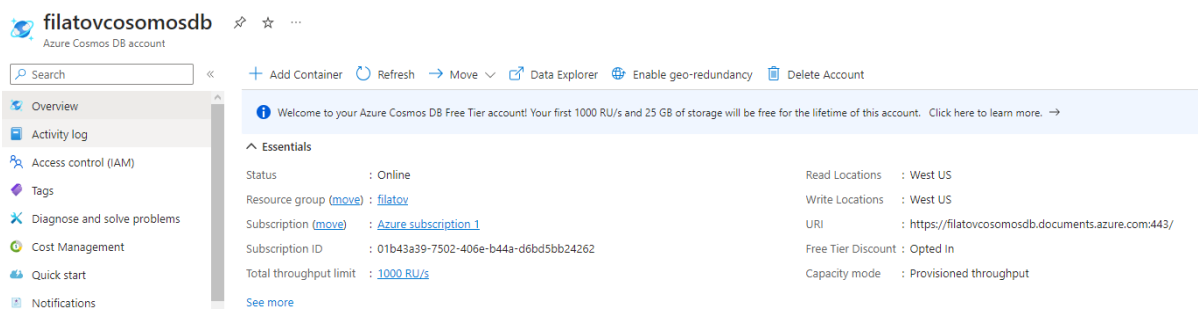 filatovcosomosdb
Azure Cosmos DB account
Search
Overview
Activity log
Access control (IAM)
Tags
Diagnose and solve problems
Cost Management
Quick start
Notifications
Add Container Refresh Move Data Explorer Enable geo-redundancy Delete Account
Welcome to your Azure Cosmos DB Free Tier account! Your first 1000 RU/s and 25 GB of storage will be free for the lifetime of this account. Click here to learn more. →
Essentials
Status : Online
Resource group (move) : filatov
Subscription (move) : Azure subscription 1
Subscription ID : 01b43a39-7502-406e-b44a-d6bd5bb24262
Total throughput limit : 1000 RU/s
See more
Read Locations : West US
Write Locations : West US
URI : https://filatovcosomosdb.documents.azure.com:443/
Free Tier Discount : Opted In
Capacity mode : Provisioned throughput